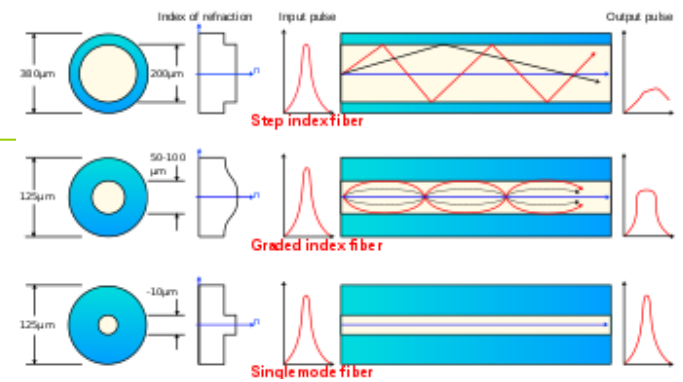 Index of refraction Input pulse Output pulse
380μm 200μm n
Step index fiber
50-100
μm
125μm n
Graded index fiber
-10μm
125μm n
Single mode fiber